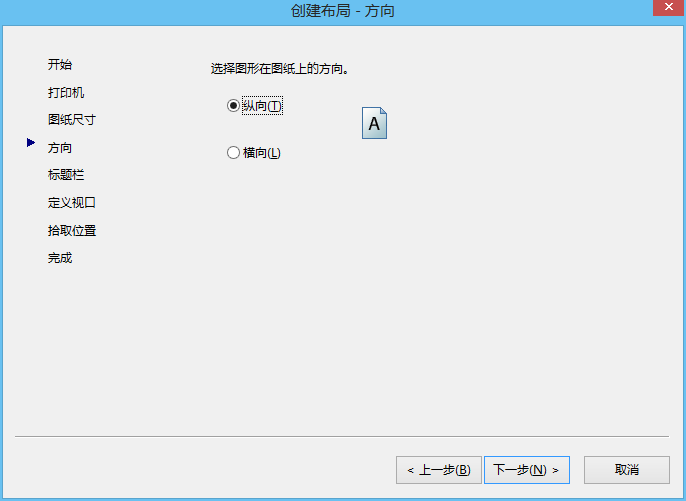 创建布局 - 方向
开始
打印机
图纸尺寸
方向
标题栏
定义视口
拾取位置
完成
选择图形在图纸上的方向。
纵向(T)
A
横向(L)
< 上一步(B)
下一步(N) >
取消